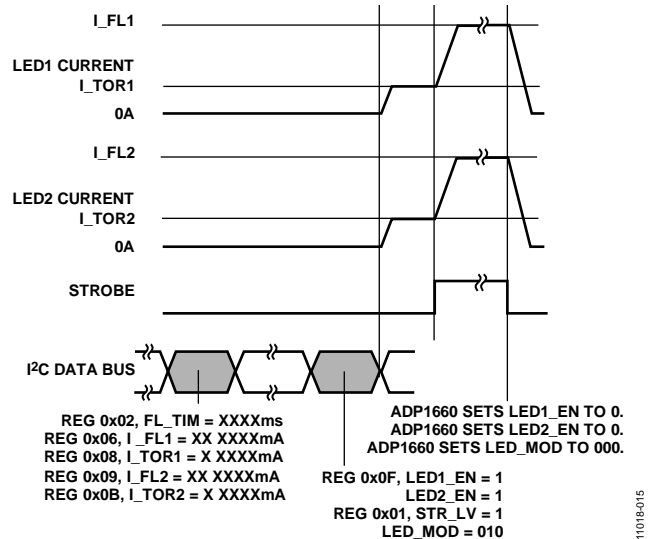 I_FL1
LED1 CURRENT
I_TOR1
0A
I_FL2
LED2 CURRENT
I_TOR2
0A
STROBE
I2C DATA BUS
REG 0x02, FL_TIM = XXXXms
REG 0x06, I _FL1 = XX XXXXmA
REG 0x08, I_TOR1 = X XXXXmA
REG 0x09, I_FL2 = XX XXXXmA
REG 0x0B, I_TOR2 = X XXXXmA
ADP1660 SETS LED1_EN TO 0.
ADP1660 SETS LED2_EN TO 0.
ADP1660 SETS LED_MOD TO 000.
REG 0x0F, LED1_EN = 1
LED2_EN = 1
REG 0x01, STR_LV = 1
LED_MOD = 010
11018-015